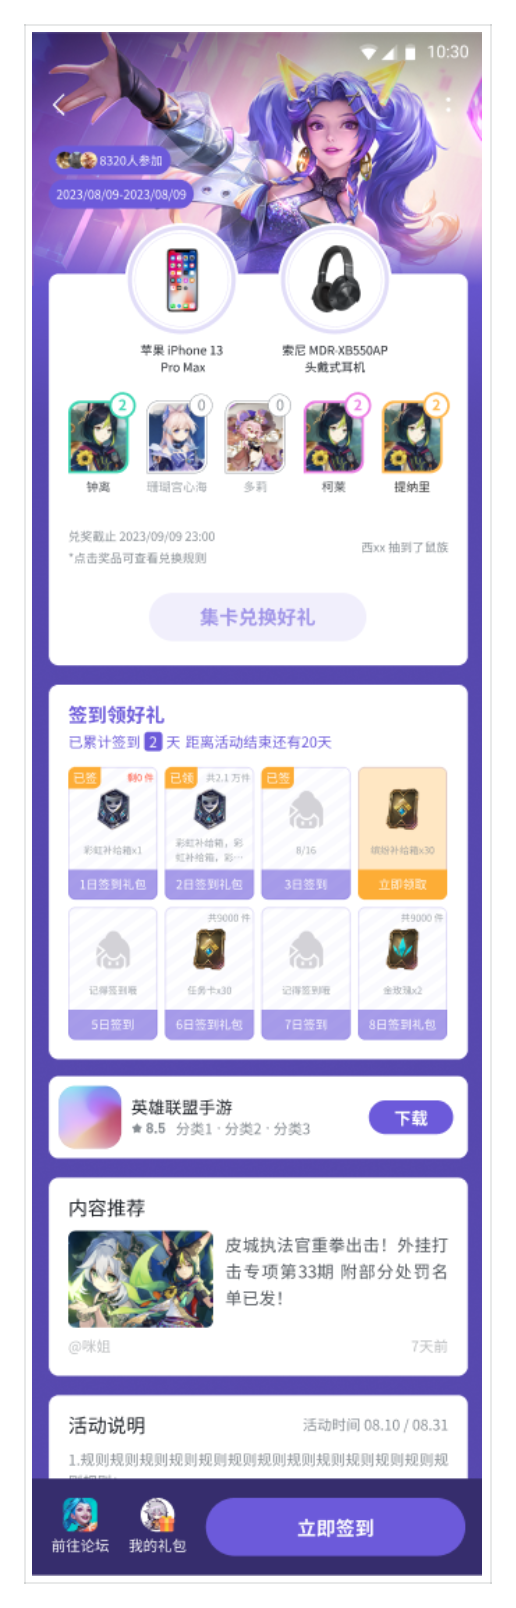 10:30
8320人参加
2023/08/09-2023/08/09
苹果 iPhone 13
Pro Max
索尼 MDR-XB550AP
头戴式耳机
2
0
0
2
2
钟离
珊瑚宫心海
多莉
柯莱
提纳里
兑奖截止 2023/09/09 23:00
*点击奖品可查看兑换规则
西xx 抽到了鼠族
集卡兑换好礼
签到领好礼
已累计签到 2 天 距离活动结束还有20天
已签
剩0 件
已领
共2.1 万件
已签
彩虹补给箱x1
彩虹补给箱，彩
虹补给箱，彩…
8/16
缤纷补给箱x30
1日签到礼包
2日签到礼包
3日签到
立即领取
共9000 件
共9000 件
记得签到喔
任务卡x30
记得签到喔
金玫瑰x2
5日签到
6日签到礼包
7日签到
8日签到礼包
英雄联盟手游
8.5 分类1 · 分类2 · 分类3
下载
内容推荐
皮城执法官重拳出击！外挂打
击专项第33期 附部分处罚名
单已发！
@咪姐
7天前
活动说明
活动时间 08.10 / 08.31
1.规则规则规则规则规则规则规则规则规则规则规则规则规
前往论坛
我的礼包
立即签到